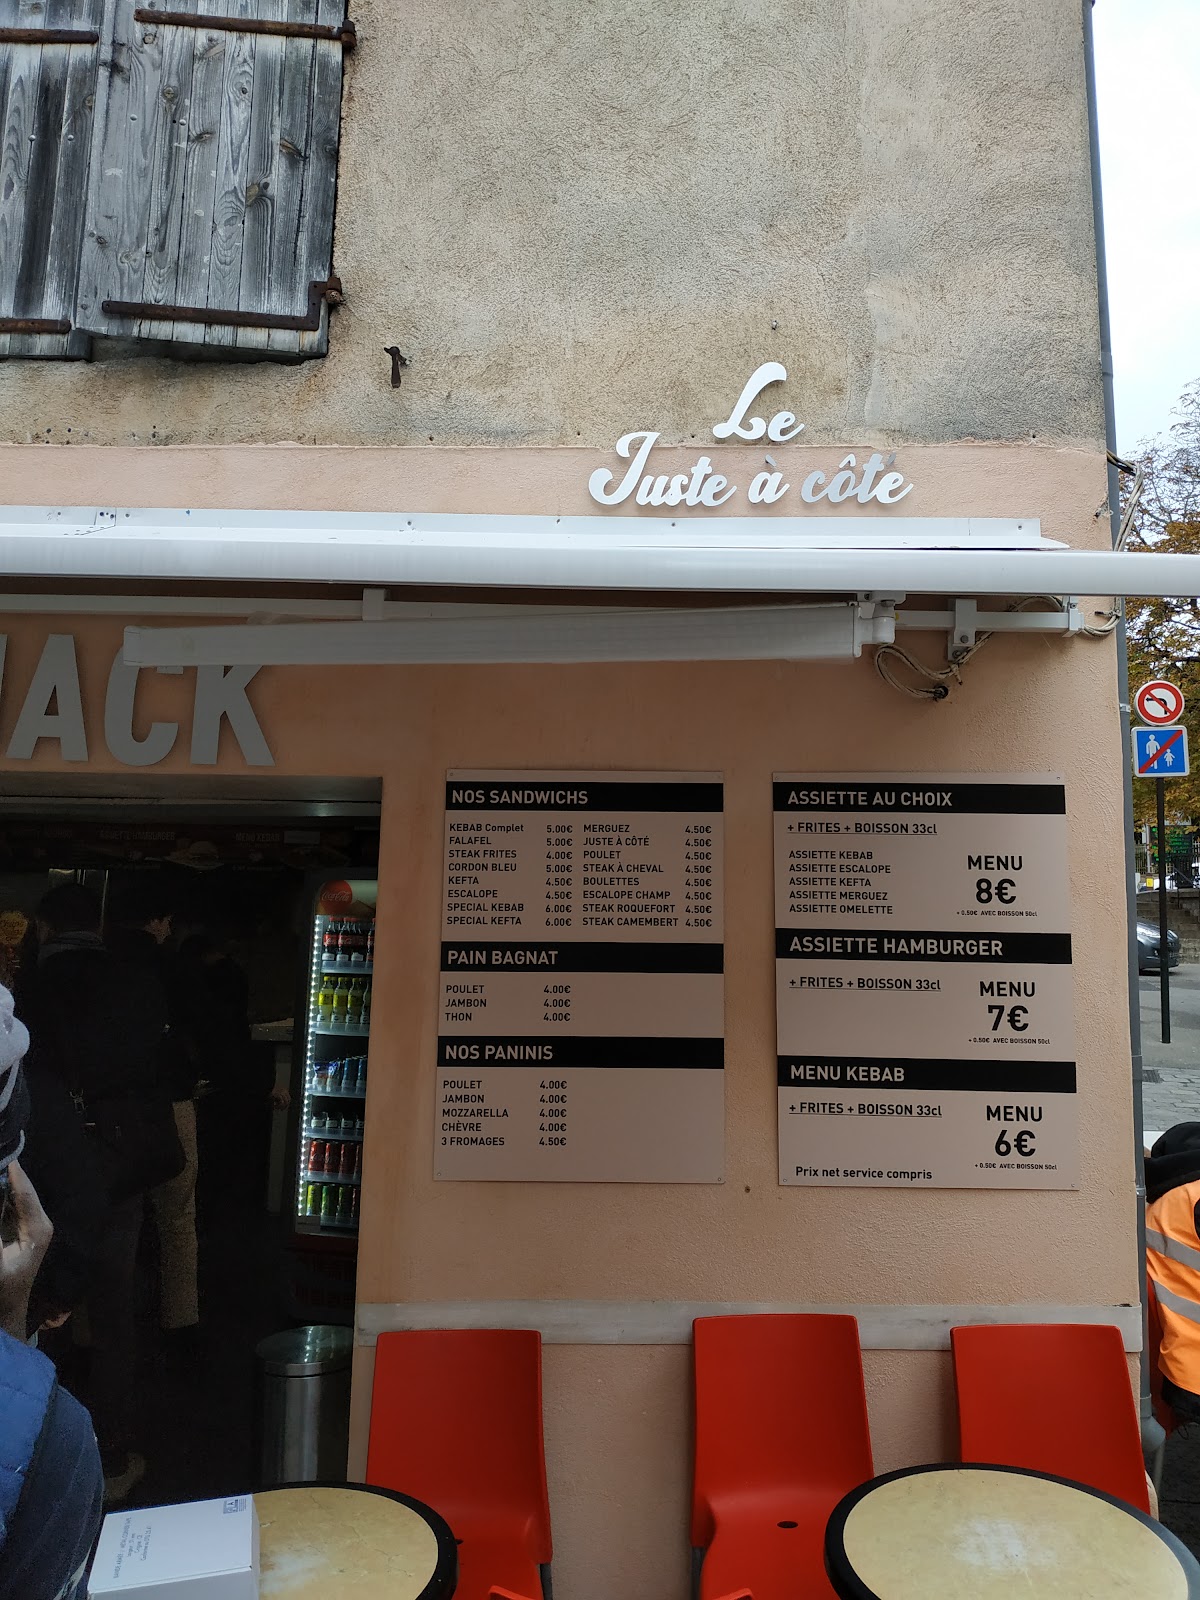 Le
Juste à côté
ACK
NOS SANDWICHS
KEBAB Complet 5.00€
FALAFEL 5.00€
STEAK FRITES 4.00€
CORDON BLEU 5.00€
KEFTA 4.50€
ESCALOPE 4.50€
SPECIAL KEBAB 6.00€
SPECIAL KEFTA 6.00€
MERGUEZ 4.50€
JUSTE À CÔTÉ 4.50€
POULET 4.50€
STEAK À CHEVAL 4.50€
BOULETTES 4.50€
ESCALOPE CHAMP 4.50€
STEAK ROQUEFORT 4.50€
STEAK CAMEMBERT 4.50€
PAIN BAGNAT
POULET 4.00€
JAMBON 4.00€
THON 4.00€
NOS PANINIS
POULET 4.00€
JAMBON 4.00€
MOZZARELLA 4.00€
CHÈVRE 4.00€
3 FROMAGES 4.50€
ASSIETTE AU CHOIX
+ FRITES + BOISSON 33cl
ASSIETTE KEBAB
ASSIETTE ESCALOPE
ASSIETTE KEFTA
ASSIETTE MERGUEZ
ASSIETTE OMELETTE
MENU
8€
+ 0.50€ AVEC BOISSON 50cl
ASSIETTE HAMBURGER
+ FRITES + BOISSON 33cl
MENU
7€
+ 0.50€ AVEC BOISSON 50cl
MENU KEBAB
+ FRITES + BOISSON 33cl
MENU
6€
+ 0.50€ AVEC BOISSON 50cl
Prix net service compris